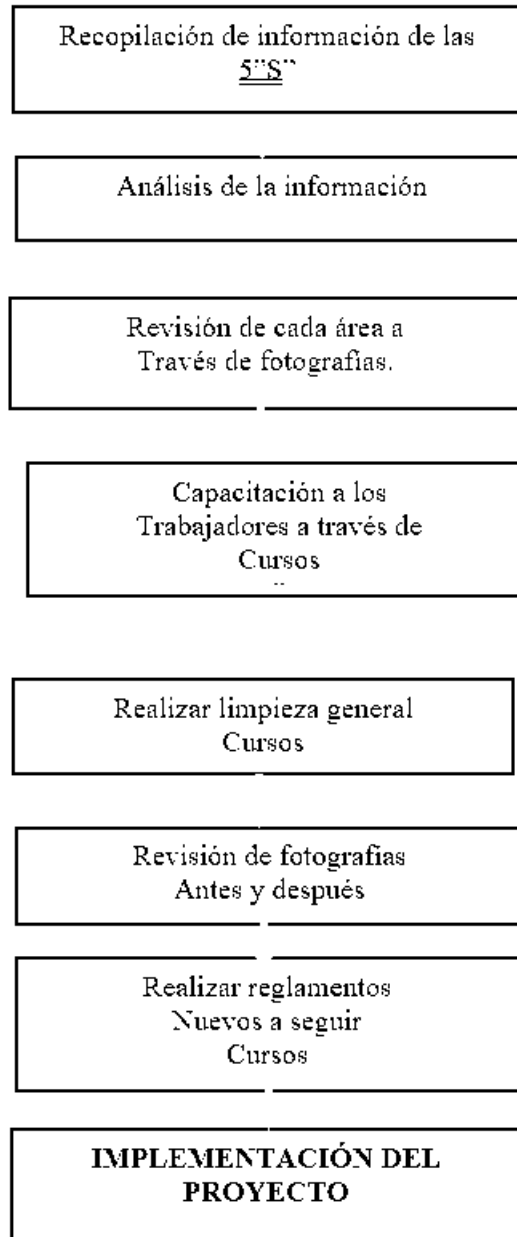 Recopilación de información de las
5"S"
Análisis de la información
Revisión de cada área a
Través de fotografías.
Capacitación a los
Trabajadores a través de
Cursos
Realizar limpieza general
Cursos
Revisión de fotografías
Antes y después
Realizar reglamentos
Nuevos a seguir
Cursos
IMPLEMENTACIÓN DEL
PROYECTO